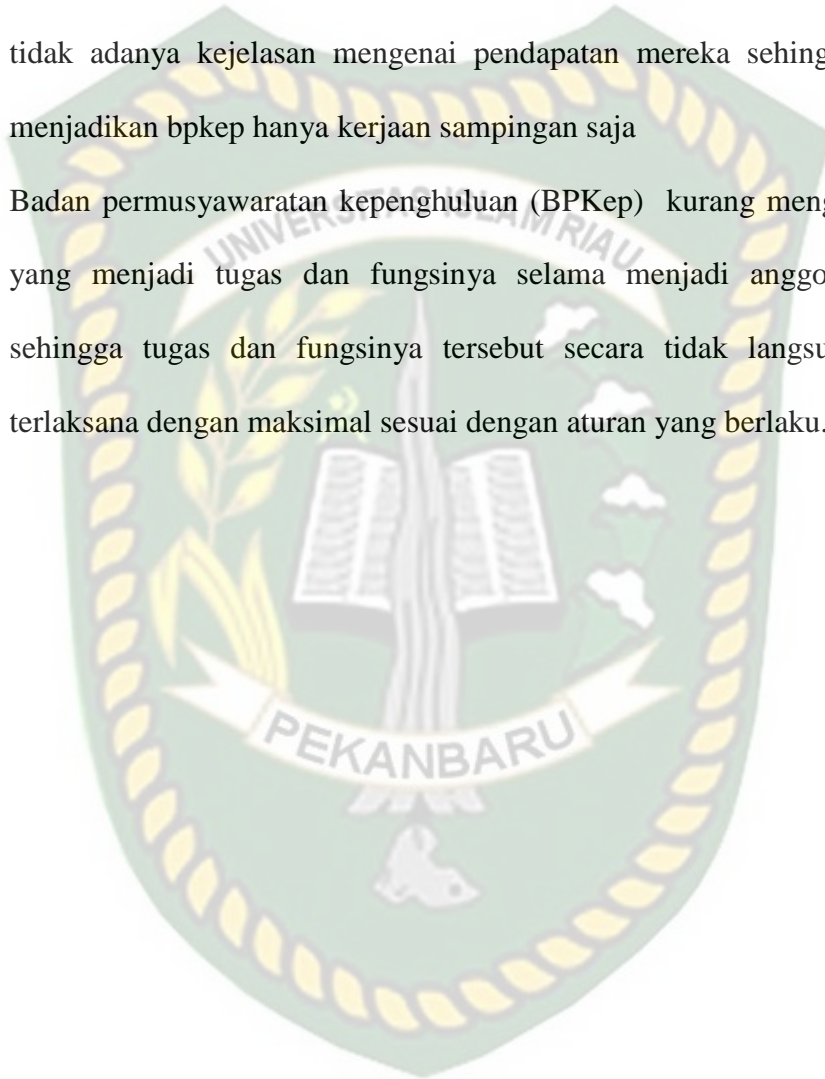 tidak adanya kejelasan mengenai pendapatan mereka sehing
menjadikan bpkep hanya kerjaan sampingan saja
Badan permusyawaratan kepenghuluan (BPKep) kurang meng
yang menjadi tugas dan fungsinya selama menjadi anggo
sehingga tugas dan fungsinya tersebut secara tidak langsu
terlaksana dengan maksimal sesuai dengan aturan yang berlaku.
UNIVERSITAS ISLAM RIAU
PEKANBARU